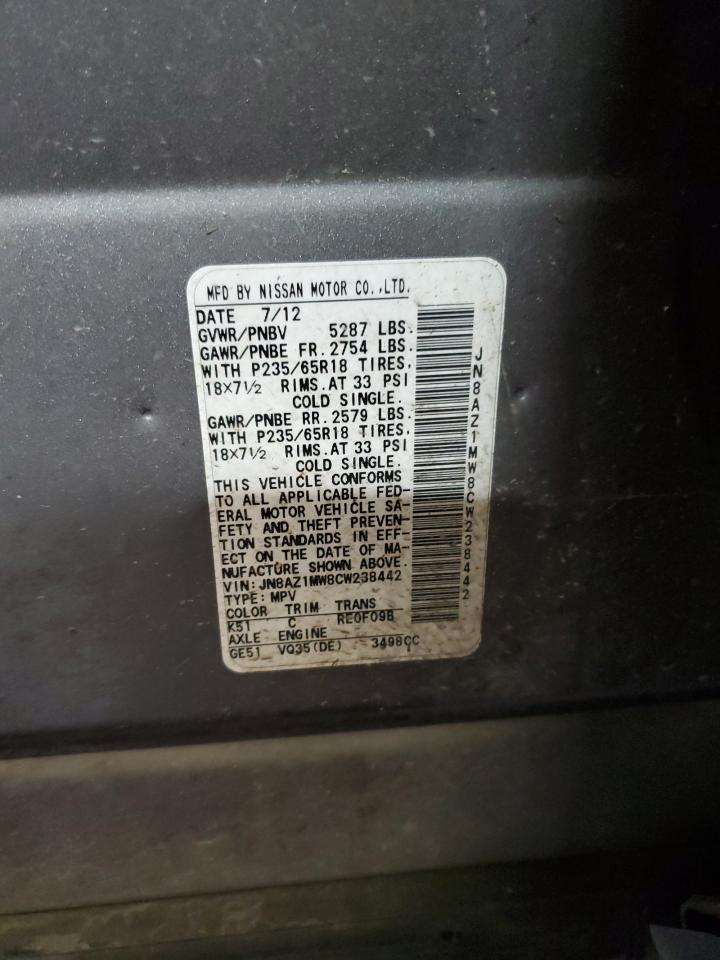 MFD BY NISSAN MOTOR CO.,LTD.
DATE 7/12
GVWR/PNBV 5287 LBS.
GAWR/PNBE FR. 2754 LBS.
WITH P235/65R18 TIRES,
18×7½ RIMS.AT 33 PSI
COLD SINGLE.
GAWR/PNBE RR. 2579 LBS.
WITH P235/65R18 TIRES,
18×7½ RIMS.AT 33 PSI
COLD SINGLE.
THIS VEHICLE CONFORMS
TO ALL APPLICABLE FED-
ERAL MOTOR VEHICLE SA-
FETY AND THEFT PREVEN-
TION STANDARDS IN EFF-
ECT ON THE DATE OF MA-
NUFACTURE SHOWN ABOVE.
VIN: JN8AZ1MW8CW238442
TYPE: MPV
COLOR TRIM TRANS
K51 C RE0F09B
AXLE ENGINE
GE51 VQ35(DE) 3498CC
JN8AZ1MW8CW238442